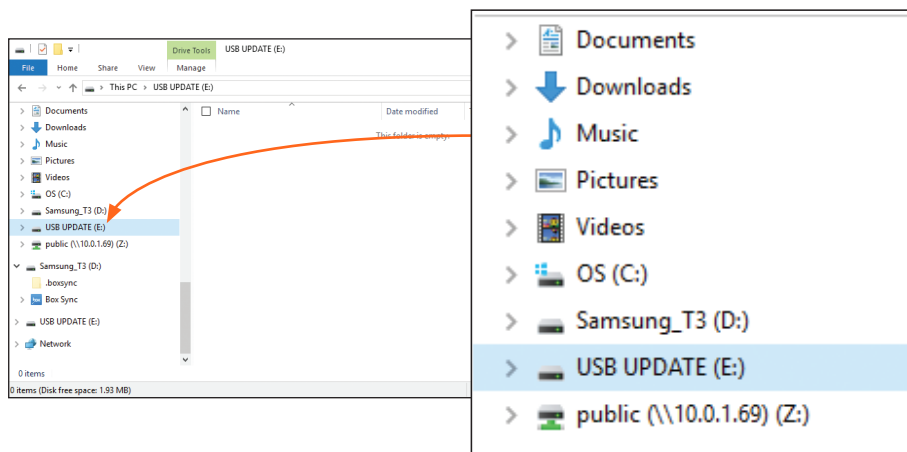 Drive Tools USB UPDATE (E:)
File Home Share View Manage
This PC > USB UPDATE (E:)
Documents
Downloads
Music
Pictures
Videos
OS (C:)
Samsung_T3 (D:)
USB UPDATE (E:)
public (\\10.0.1.69) (Z:)
Samsung_T3 (D:)
.boxsync
Box Sync
USB UPDATE (E:)
Network
Name Date modified
This folder is empty.
0 items
0 items (Disk free space: 1.93 MB)
Documents
Downloads
Music
Pictures
Videos
OS (C:)
Samsung_T3 (D:)
USB UPDATE (E:)
public (\\10.0.1.69) (Z:)